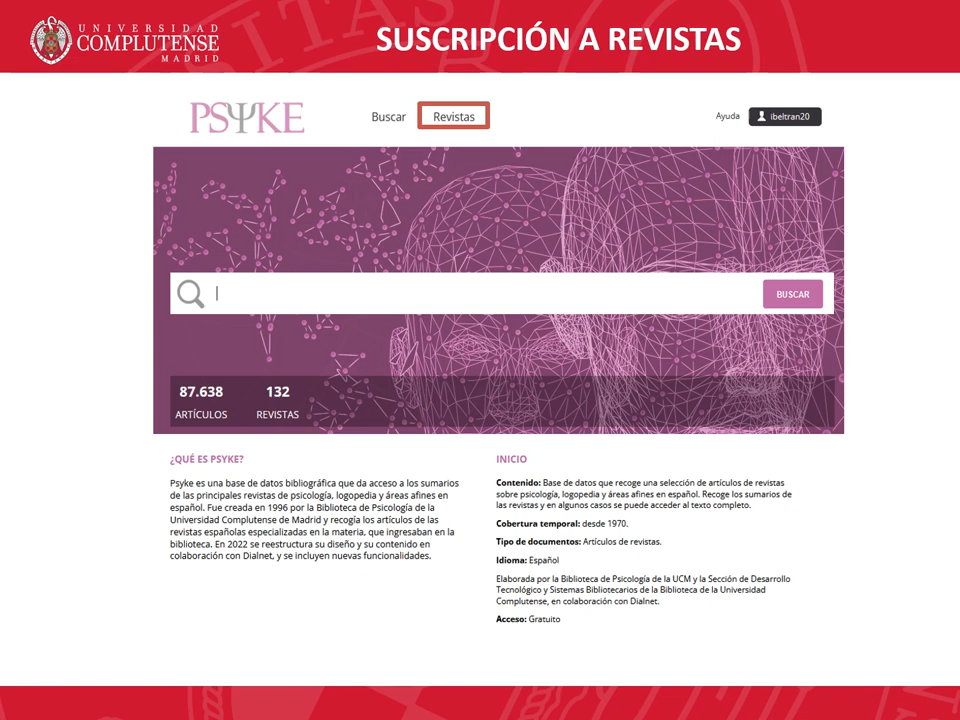 UNIVERSIDAD
COMPLUTENSE
MADRID
SUSCRIPCIÓN A REVISTAS
PSYKE
Buscar
Revistas
Ayuda
ibeltran20
BUSCAR
87.638
132
ARTÍCULOS
REVISTAS
¿QUÉ ES PSYKE?
Psyke es una base de datos bibliográfica que da acceso a los sumarios
de las principales revistas de psicología, logopedia y áreas afines en
español. Fue creada en 1996 por la Biblioteca de Psicología de la
Universidad Complutense de Madrid y recogía los artículos de las
revistas españolas especializadas en la materia, que ingresaban en la
biblioteca. En 2022 se reestructura su diseño y su contenido en
colaboración con Dialnet, y se incluyen nuevas funcionalidades.
INICIO
Contenido: Base de datos que recoge una selección de artículos de revistas
sobre psicología, logopedia y áreas afines en español. Recoge los sumarios de
las revistas y en algunos casos se puede acceder al texto completo.
Cobertura temporal: desde 1970.
Tipo de documentos: Artículos de revistas.
Idioma: Español
Elaborada por la Biblioteca de Psicología de la UCM y la Sección de Desarrollo
Tecnológico y Sistemas Bibliotecarios de la Biblioteca de la Universidad
Complutense, en colaboración con Dialnet.
Acceso: Gratuito